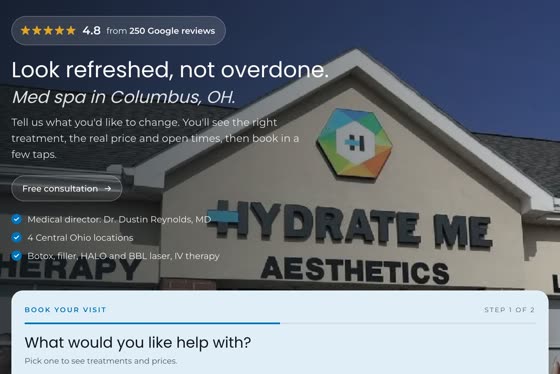 4.8 from 250 Google reviews
Look refreshed, not overdone.
Med spa in Columbus, OH.
Tell us what you'd like to change. You'll see the right
treatment, the real price and open times, then book in a
few taps.
Free consultation →
Medical director: Dr. Dustin Reynolds, MD
4 Central Ohio locations
Botox, filler, HALO and BBL laser, IV therapy
H
HYDRATE ME
AESTHETICS
HERAPY
BOOK YOUR VISIT
STEP 1 OF 2
What would you like help with?
Pick one to see treatments and prices.